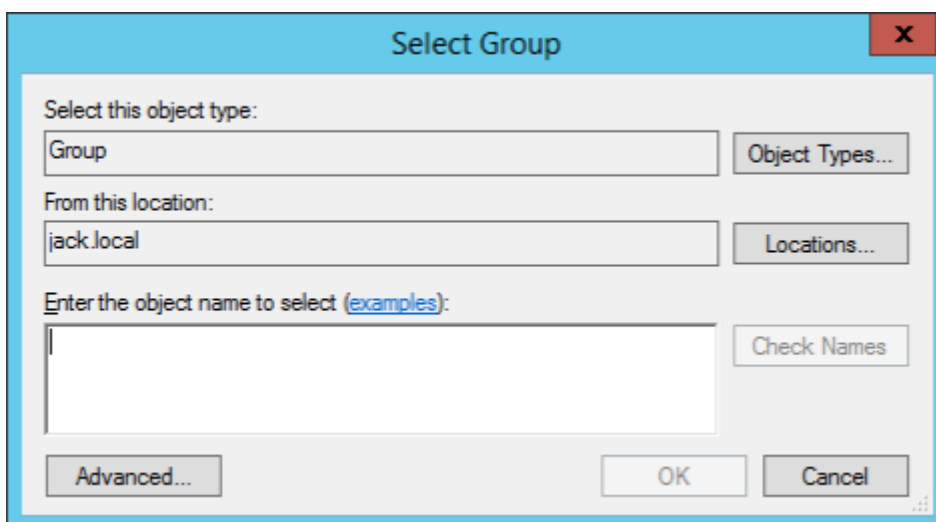 Select Group
x
Select this object type:
Group
Object Types...
From this location:
jack.local
Locations...
Enter the object name to select (examples):
Check Names
Advanced...
OK
Cancel